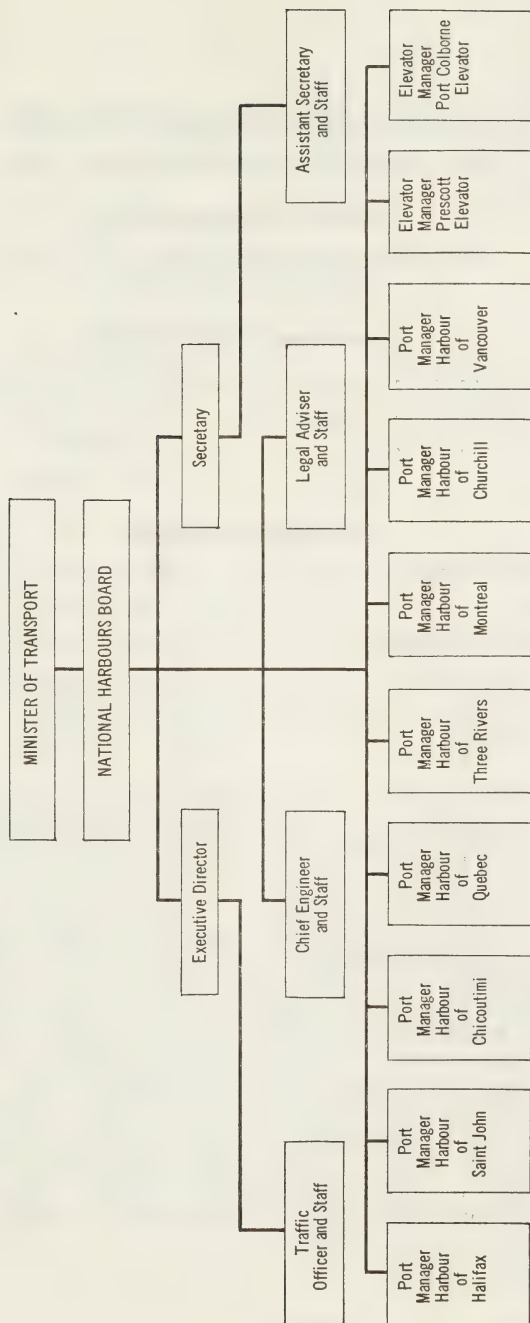 MINISTER OF TRANSPORT
NATIONAL HARBOURS BOARD
Executive Director
Secretary
Traffic
Officer and Staff
Chief Engineer
and Staff
Legal Adviser
and Staff
Assistant Secretary
and Staff
Port
Manager
Harbour
of
Halifax
Port
Manager
Harbour
of
Saint John
Port
Manager
Harbour
of
Chicoutimi
Port
Manager
Harbour
of
Quebec
Port
Manager
Harbour
of
Three Rivers
Port
Manager
Harbour
of
Montreal
Port
Manager
Harbour
of
Churchill
Port
Manager
Harbour
of
Vancouver
Elevator
Manager
Prescott
Elevator
Elevator
Manager
Port Colborne
Elevator